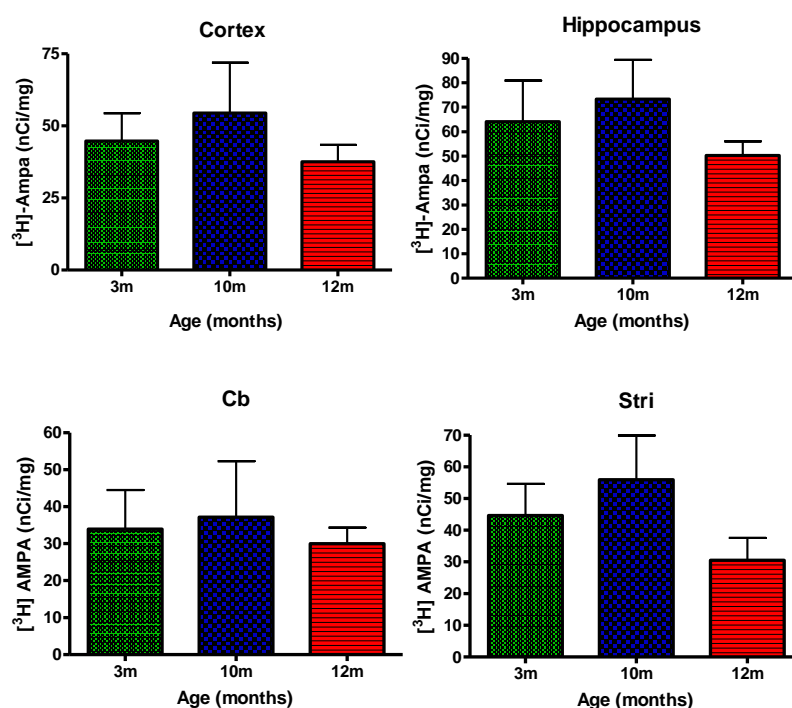 Cortex
75
50
25
0
[³H]-Ampa (nCi/mg)
3m 10m 12m
Age (months)
Hippocampus
90
80
70
60
50
40
30
20
10
0
[³H]-Ampa (nCi/mg)
3m 10m 12m
Age (months)
Cb
60
50
40
30
20
10
0
[³H] AMPA (nCi/mg)
3m 10m 12m
Age (months)
Stri
70
60
50
40
30
20
10
0
[³H] AMPA (nCi/mg)
3m 10m 12m
Age (months)